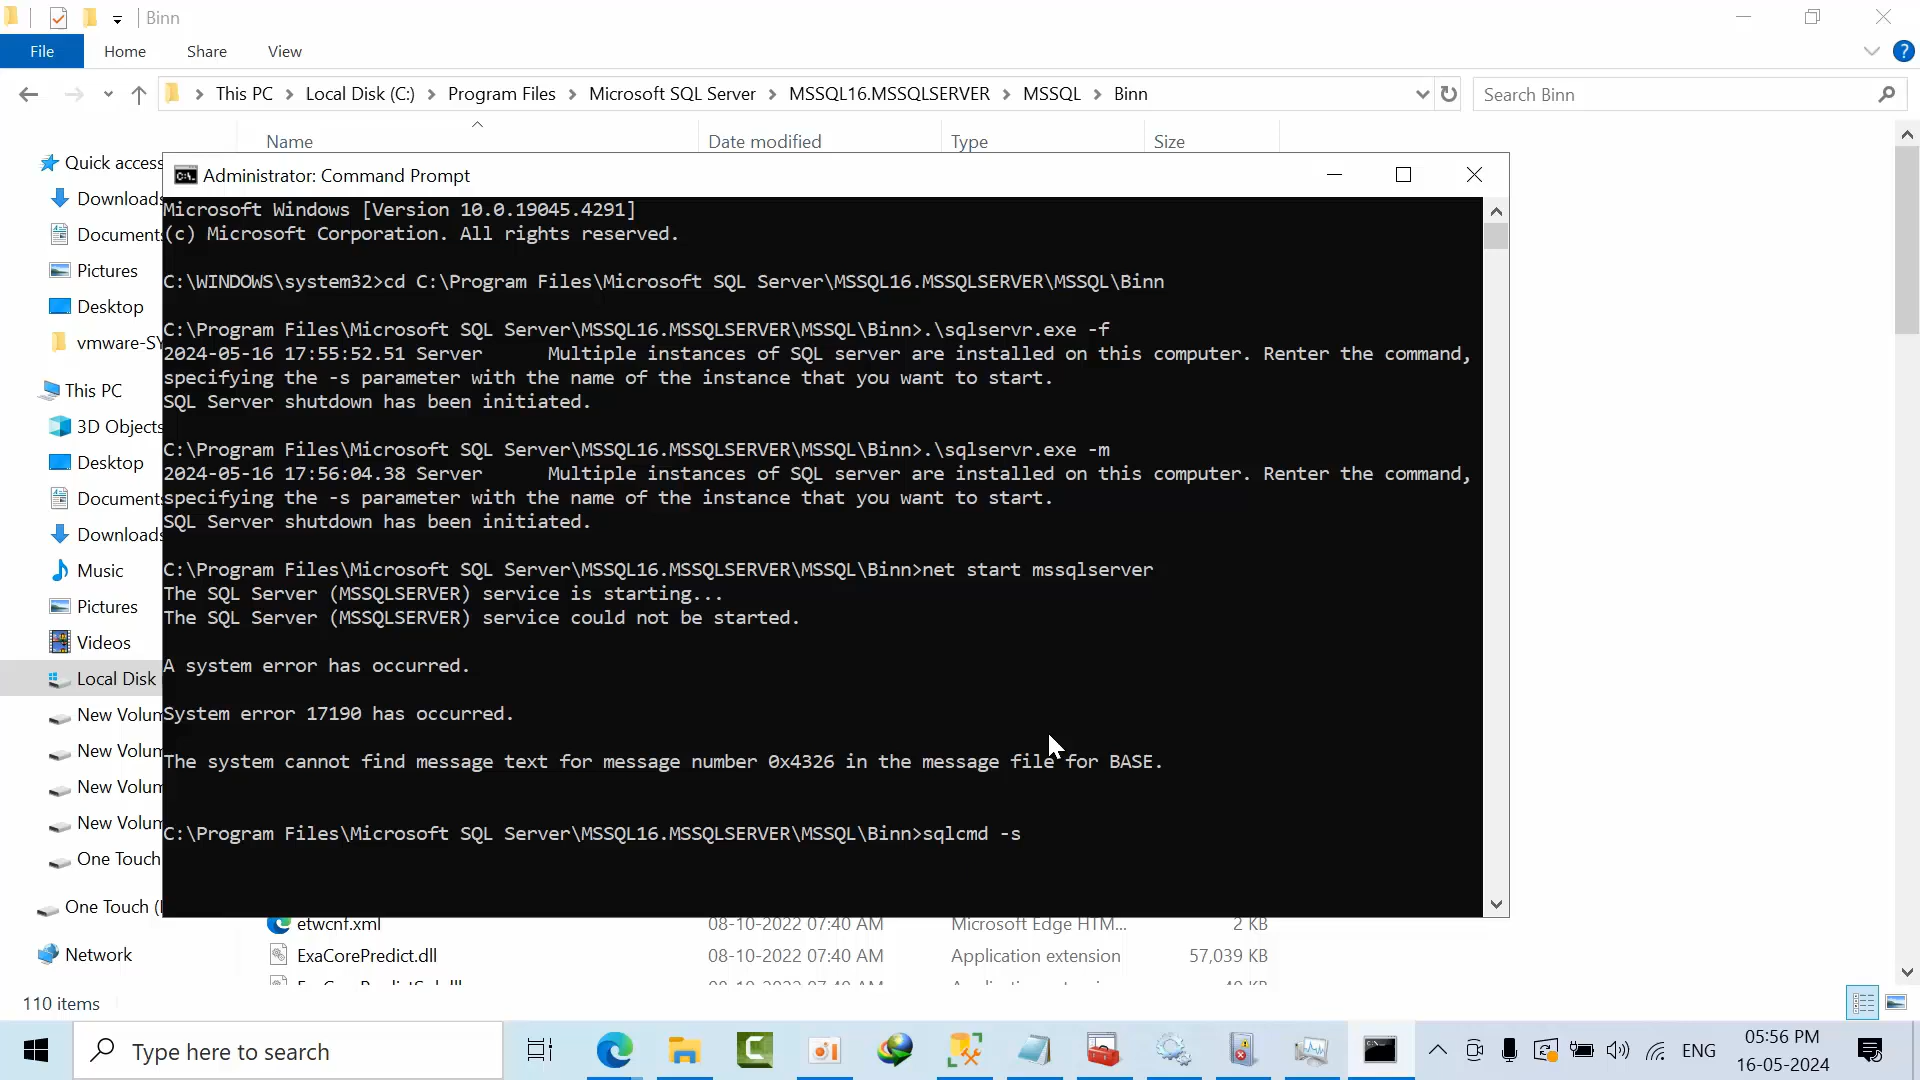 Binn
File Home Share View
This PC Local Disk (C:) Program Files Microsoft SQL Server MSSQL16.MSSQLSERVER MSSQL Binn
Search Binn
Name Date modified Type Size
Quick access
Downloads
Documents
Pictures
Desktop
vmware-SY
This PC
3D Objects
Desktop
Documents
Downloads
Music
Pictures
Videos
Local Disk
New Volum
New Volum
New Volum
New Volum
One Touch
One Touch (
Network
Administrator: Command Prompt
Microsoft Windows [Version 10.0.19045.4291]
(c) Microsoft Corporation. All rights reserved.
C:\WINDOWS\system32>cd C:\Program Files\Microsoft SQL Server\MSSQL16.MSSQLSERVER\MSSQL\Binn
C:\Program Files\Microsoft SQL Server\MSSQL16.MSSQLSERVER\MSSQL\Binn>.\sqlservr.exe -f
2024-05-16 17:55:52.51 Server Multiple instances of SQL server are installed on this computer. Renter the command,
specifying the -s parameter with the name of the instance that you want to start.
SQL Server shutdown has been initiated.
C:\Program Files\Microsoft SQL Server\MSSQL16.MSSQLSERVER\MSSQL\Binn>.\sqlservr.exe -m
2024-05-16 17:56:04.38 Server Multiple instances of SQL server are installed on this computer. Renter the command,
specifying the -s parameter with the name of the instance that you want to start.
SQL Server shutdown has been initiated.
C:\Program Files\Microsoft SQL Server\MSSQL16.MSSQLSERVER\MSSQL\Binn>net start mssqlserver
The SQL Server (MSSQLSERVER) service is starting...
The SQL Server (MSSQLSERVER) service could not be started.
A system error has occurred.
System error 17190 has occurred.
The system cannot find message text for message number 0x4326 in the message file for BASE.
C:\Program Files\Microsoft SQL Server\MSSQL16.MSSQLSERVER\MSSQL\Binn>sqlcmd -s
etwcnf.xml 08-10-2022 07:40 AM Microsoft Edge HTM... 2 KB
ExaCorePredict.dll 08-10-2022 07:40 AM Application extension 57,039 KB
110 items
Type here to search
ENG
05:56 PM
16-05-2024